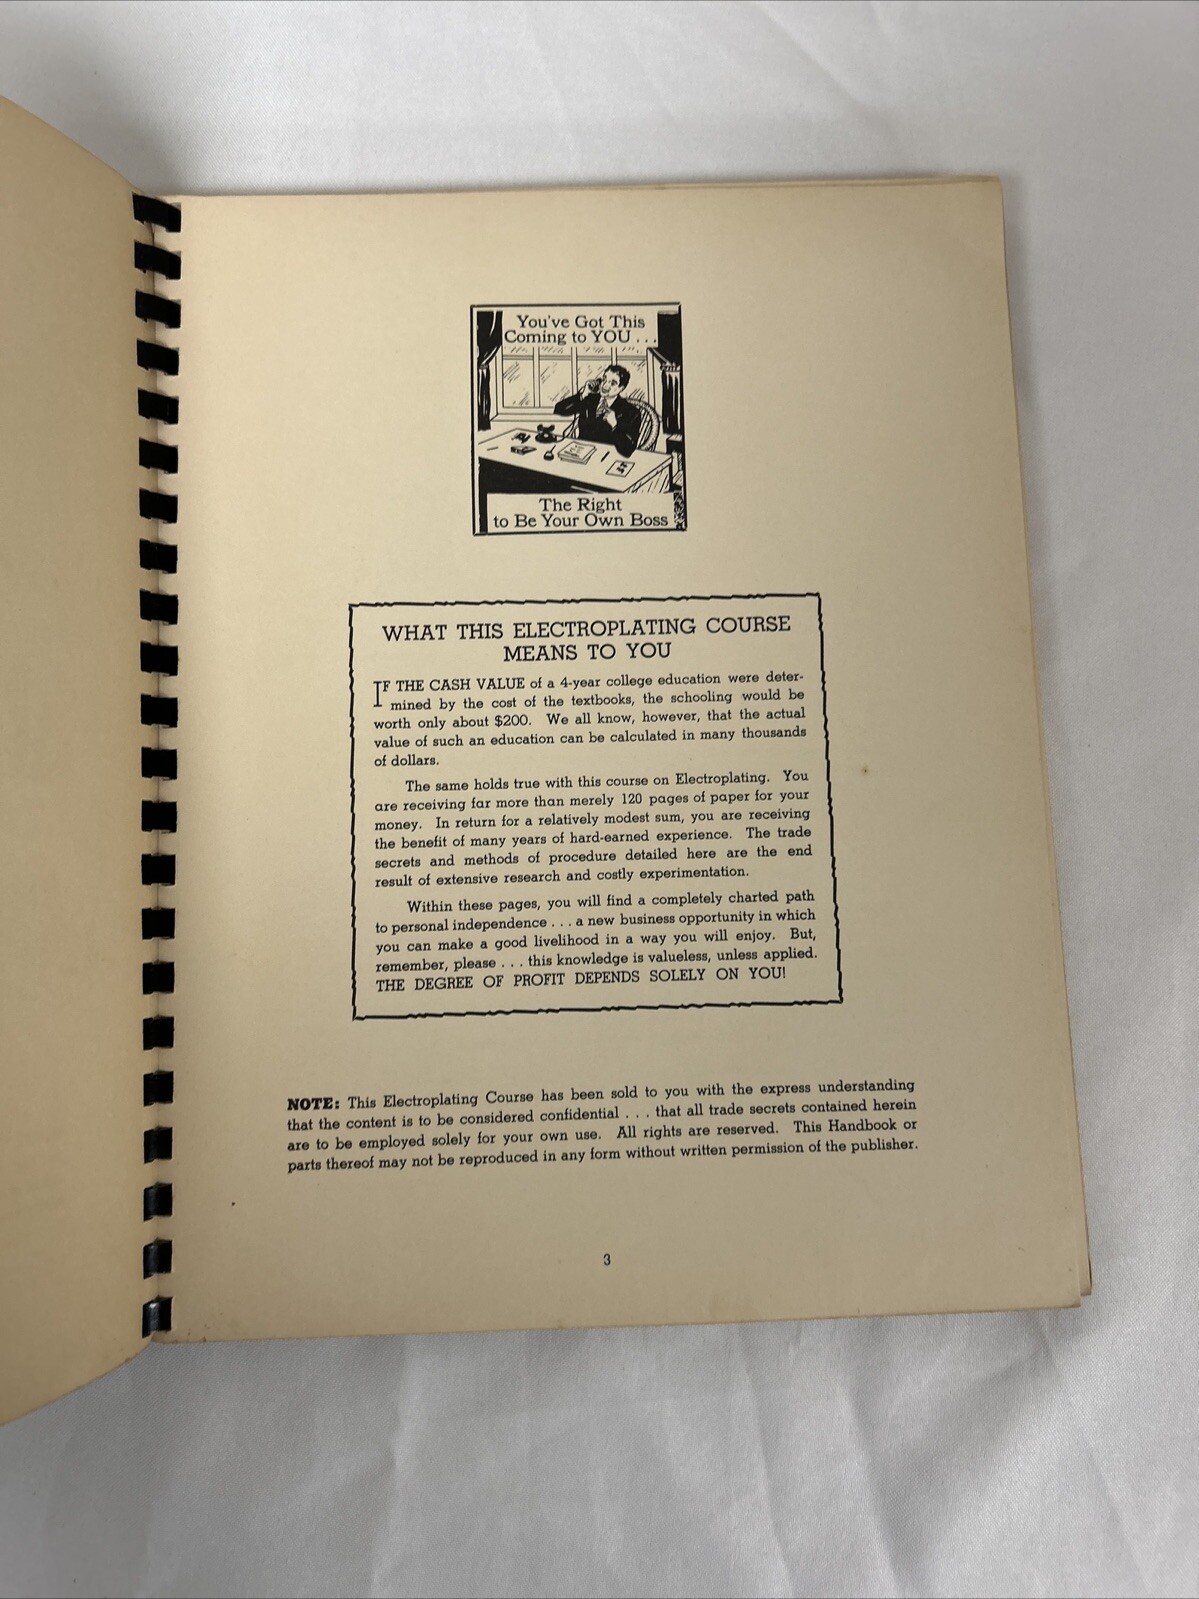 You've Got This
Coming to YOU . . .
The Right
to Be Your Own Boss
WHAT THIS ELECTROPLATING COURSE
MEANS TO YOU
IF THE CASH VALUE of a 4-year college education were deter-
mined by the cost of the textbooks, the schooling would be
worth only about $200. We all know, however, that the actual
value of such an education can be calculated in many thousands
of dollars.
The same holds true with this course on Electroplating. You
are receiving far more than merely 120 pages of paper for your
money. In return for a relatively modest sum, you are receiving
the benefit of many years of hard-earned experience. The trade
secrets and methods of procedure detailed here are the end
result of extensive research and costly experimentation.
Within these pages, you will find a completely charted path
to personal independence . . . a new business opportunity in which
you can make a good livelihood in a way you will enjoy. But,
remember, please . . . this knowledge is valueless, unless applied.
THE DEGREE OF PROFIT DEPENDS SOLELY ON YOU!
NOTE: This Electroplating Course has been sold to you with the express understanding
that the content is to be considered confidential . . . that all trade secrets contained herein
are to be employed solely for your own use. All rights are reserved. This Handbook or
parts thereof may not be reproduced in any form without written permission of the publisher.
3